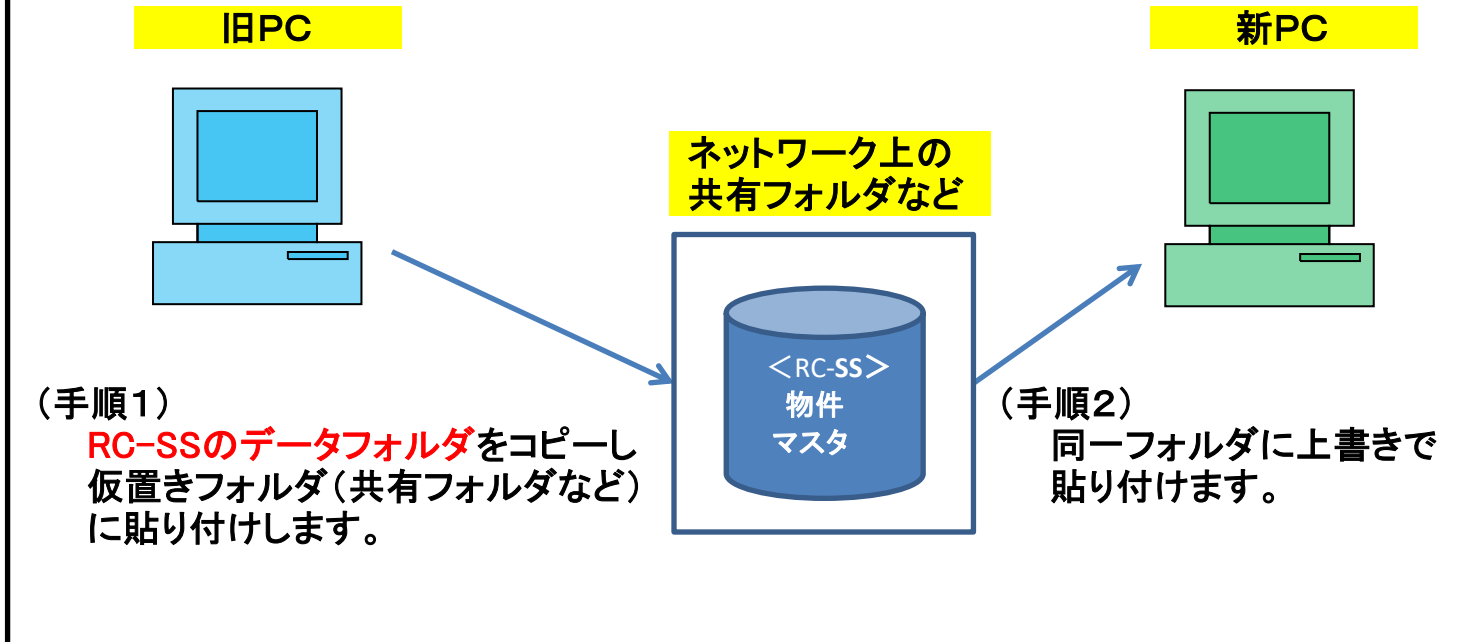 旧PC
新PC
ネットワーク上の
共有フォルダなど
＜RC-SS＞
物件
マスタ
（手順１）
RC-SSのデータフォルダをコピーし
仮置きフォルダ（共有フォルダなど）
に貼り付けします。
（手順２）
同一フォルダに上書きで
貼り付けます。